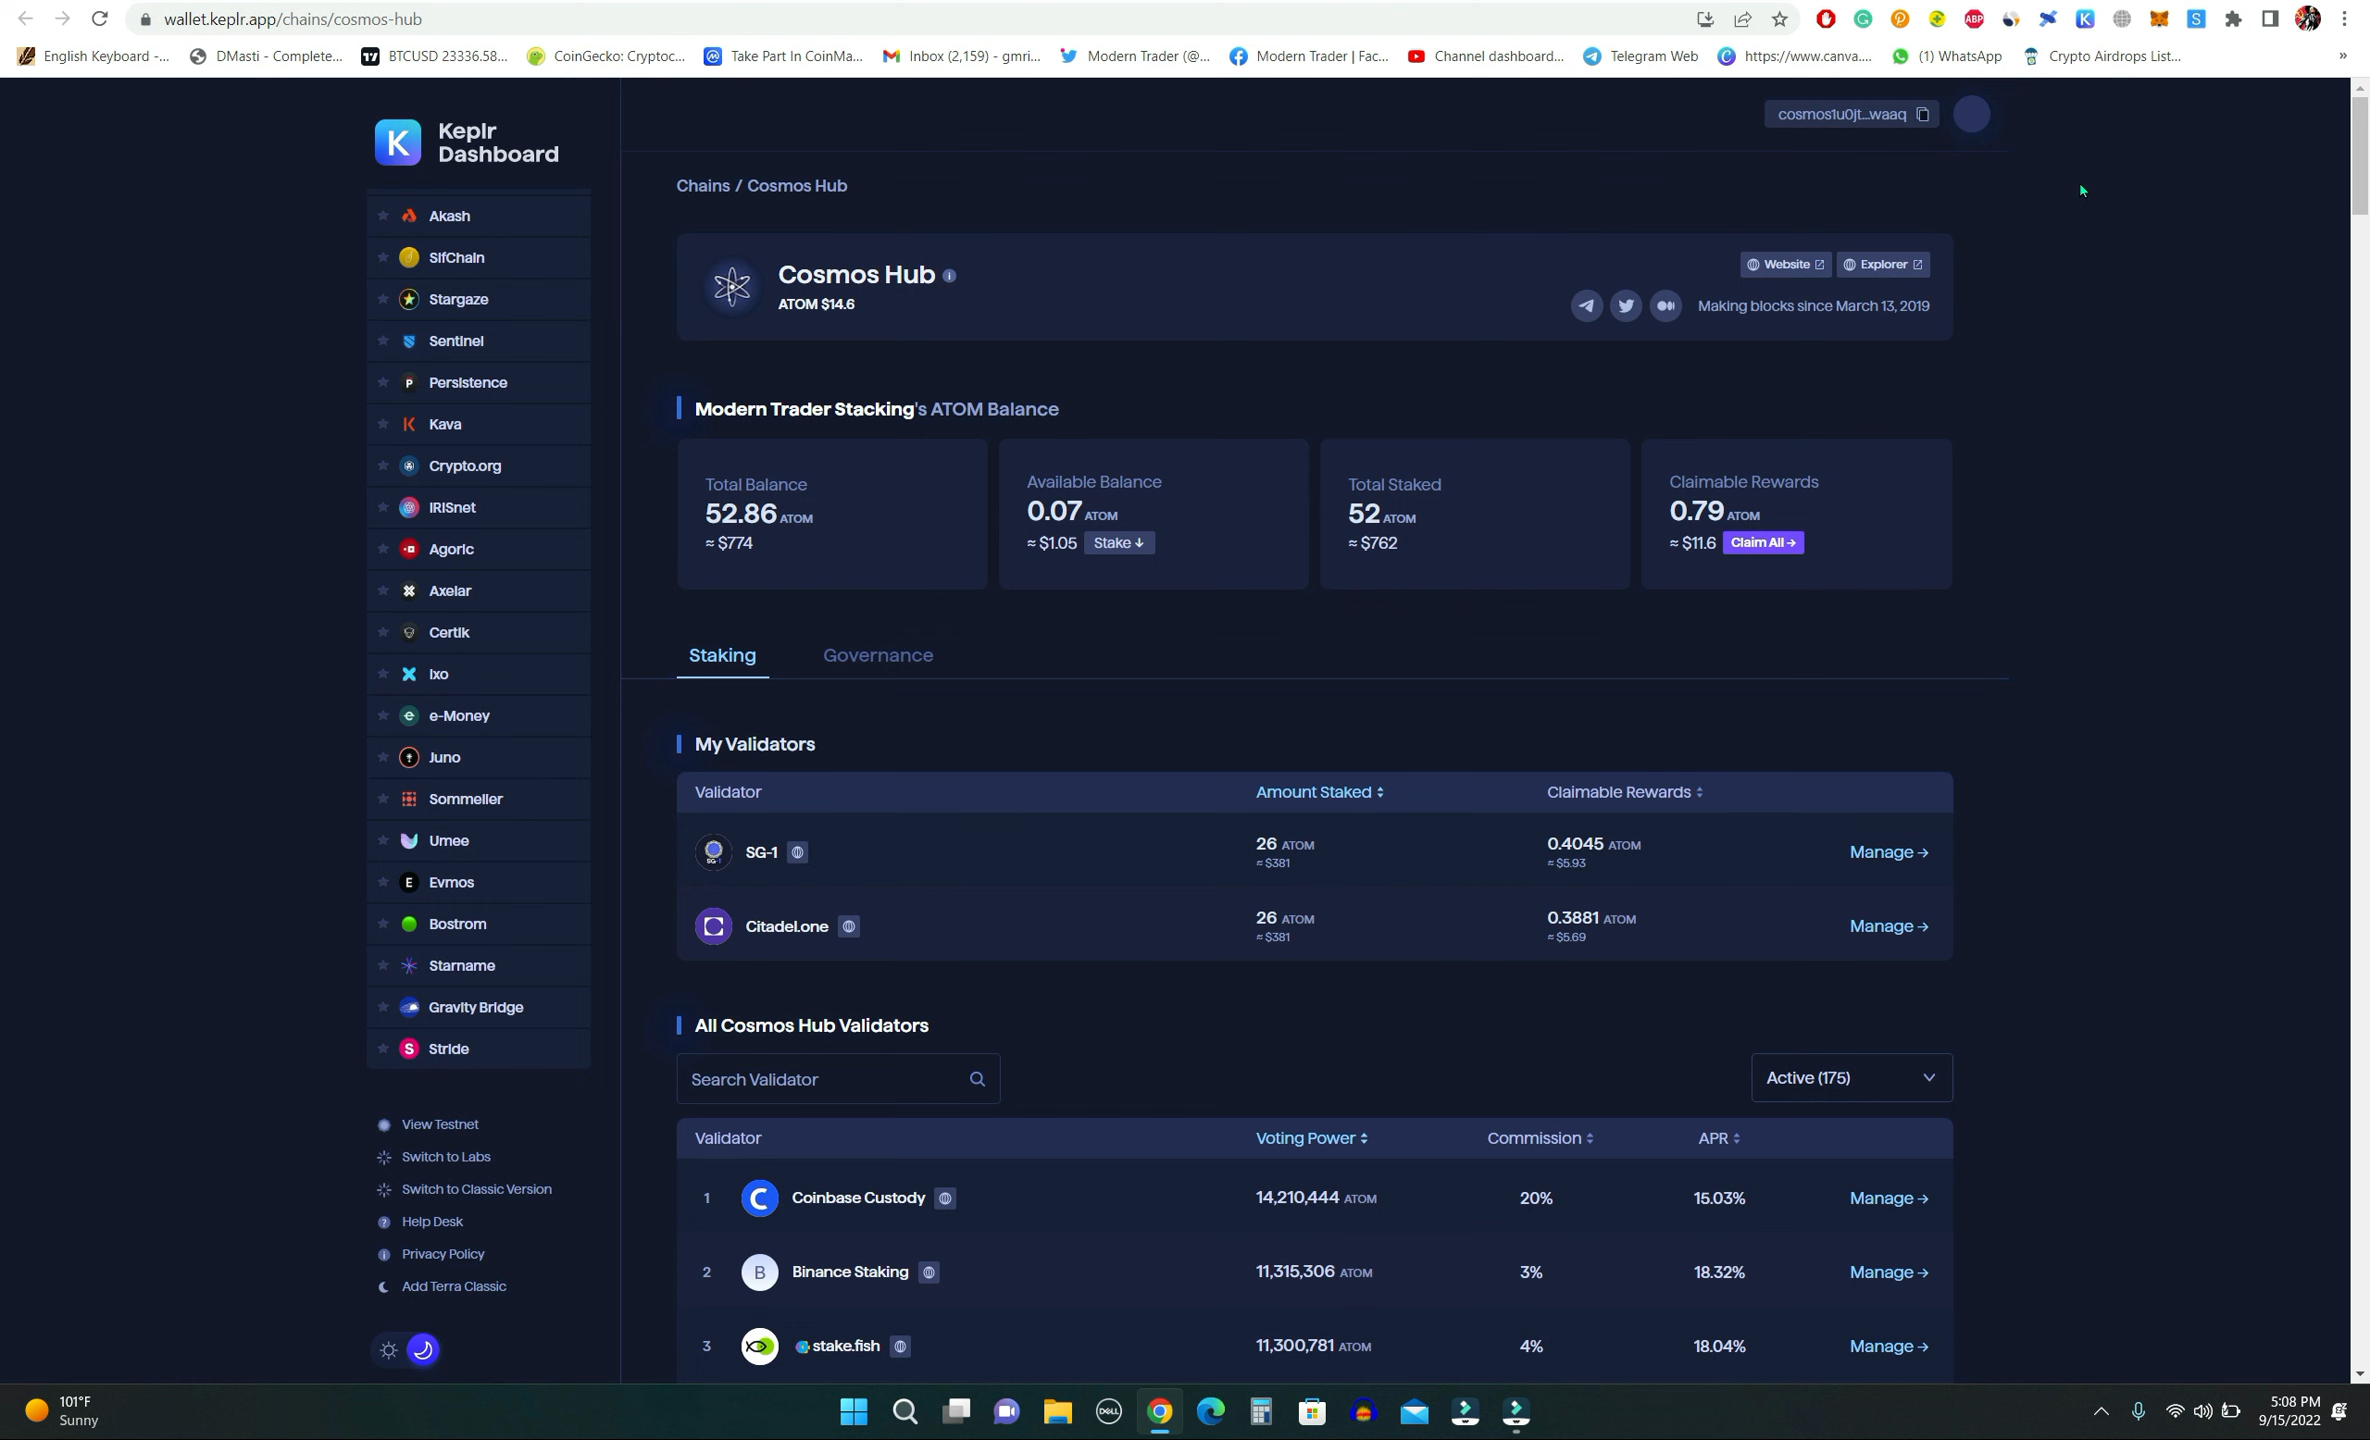 wallet.keplr.app/chains/cosmos-hub
English Keyboard -...
DMasti - Complete...
BTCUSD 23336.58...
CoinGecko: Cryptoc...
Take Part In CoinMa...
Inbox (2,159) - gmri...
Modern Trader (@...
Modern Trader | Fac...
Channel dashboard...
Telegram Web
https://www.canva....
(1) WhatsApp
Crypto Airdrops List...
»
K
Keplr
Dashboard
cosmos1u0jt...waaq
Akash
SifChain
Stargaze
Sentinel
Persistence
Kava
Crypto.org
IRISnet
Agoric
Axelar
Certik
Ixo
e-Money
Juno
Sommelier
Umee
Evmos
Bostrom
Starname
Gravity Bridge
Stride
View Testnet
Switch to Labs
Switch to Classic Version
Help Desk
Privacy Policy
Add Terra Classic
Chains / Cosmos Hub
Cosmos Hub
ATOM $14.6
Website
Explorer
Making blocks since March 13, 2019
Modern Trader Stacking's ATOM Balance
Total Balance
52.86 ATOM
≈ $774
Available Balance
0.07 ATOM
≈ $1.05 Stake ↓
Total Staked
52 ATOM
≈ $762
Claimable Rewards
0.79 ATOM
≈ $11.6 Claim All →
Staking
Governance
My Validators
Validator Amount Staked Claimable Rewards
SG-1 26 ATOM 0.4045 ATOM Manage →
≈ $381 ≈ $5.93
Citadel.one 26 ATOM 0.3881 ATOM Manage →
≈ $381 ≈ $5.69
All Cosmos Hub Validators
Search Validator
Active (175)
Validator Voting Power Commission APR
1 Coinbase Custody 14,210,444 ATOM 20% 15.03% Manage →
2 B Binance Staking 11,315,306 ATOM 3% 18.32% Manage →
3 stake.fish 11,300,781 ATOM 4% 18.04% Manage →
101°F
Sunny
DELL
5:08 PM
9/15/2022